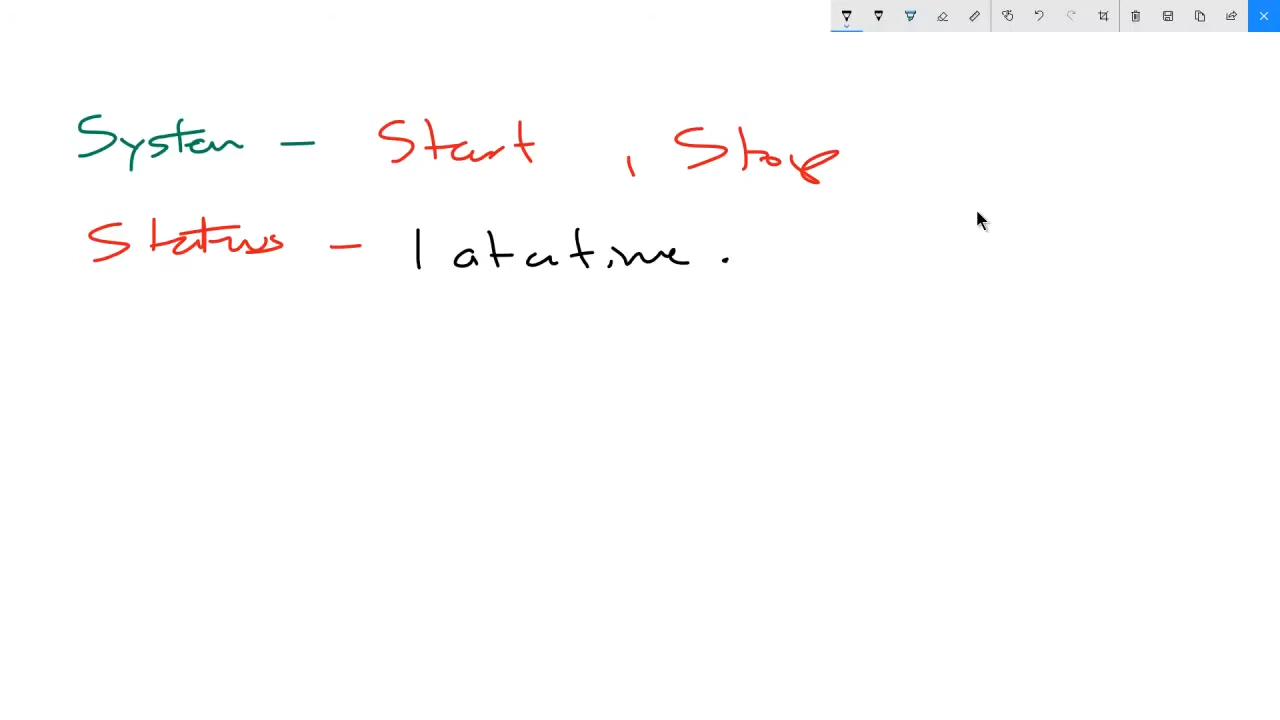 System - Start , Stop
Status - 1 at a time .